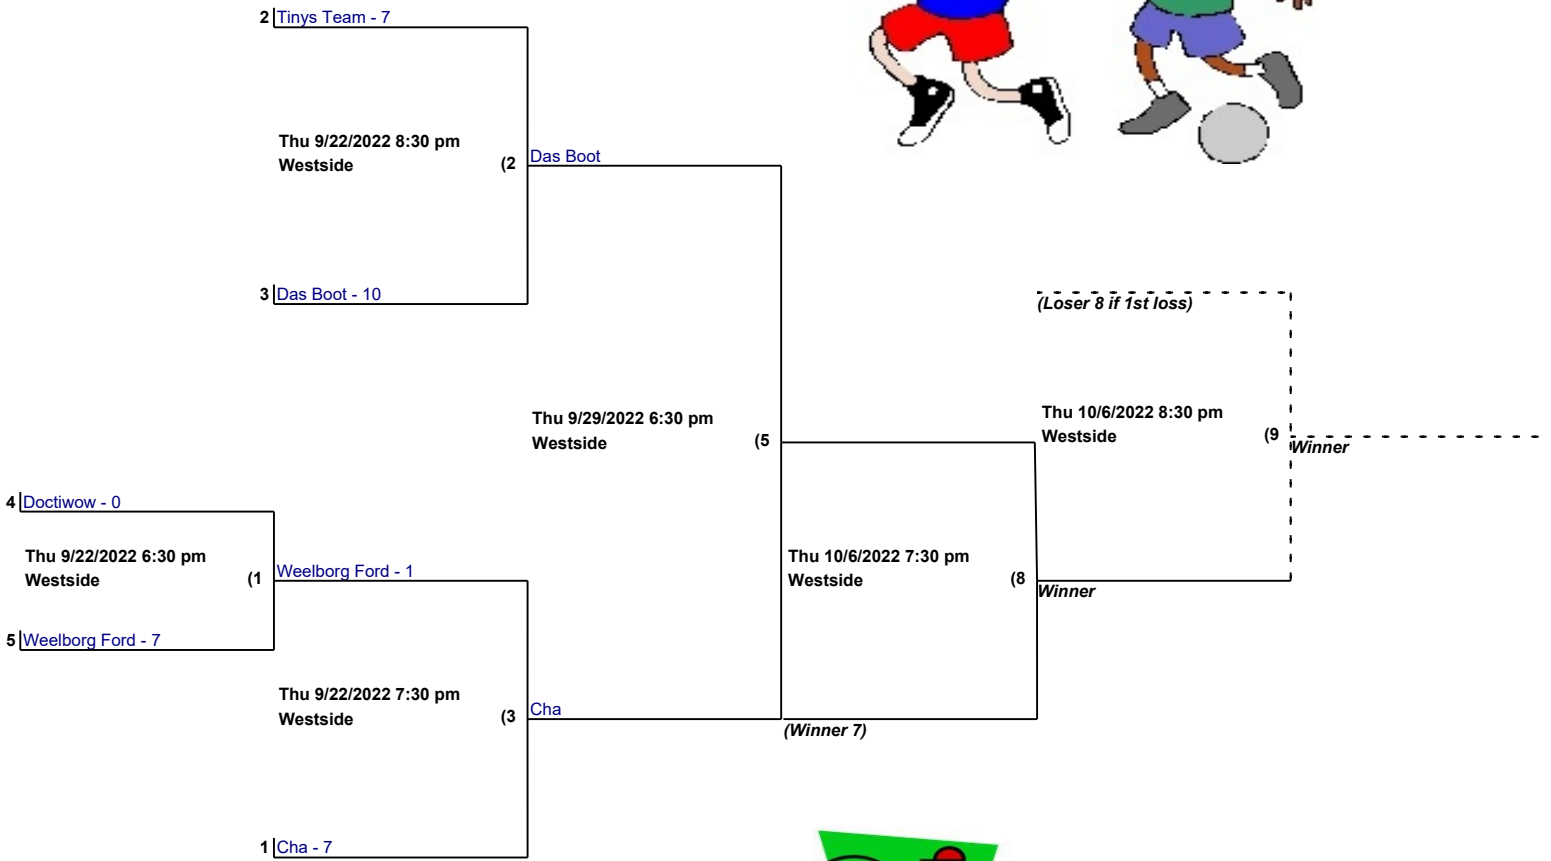 2 Tinys Team - 7
Thu 9/22/2022 8:30 pm
Westside
(2
Das Boot
3 Das Boot - 10
(Loser 8 if 1st loss)
Thu 9/29/2022 6:30 pm
Westside
(5
Thu 10/6/2022 8:30 pm
Westside
(9
Winner
4 Doctiwow - 0
Thu 9/22/2022 6:30 pm
Westside
(1
Weelborg Ford - 1
Thu 10/6/2022 7:30 pm
Westside
(8
Winner
5 Weelborg Ford - 7
Thu 9/22/2022 7:30 pm
Westside
(3
Cha
(Winner 7)
1 Cha - 7